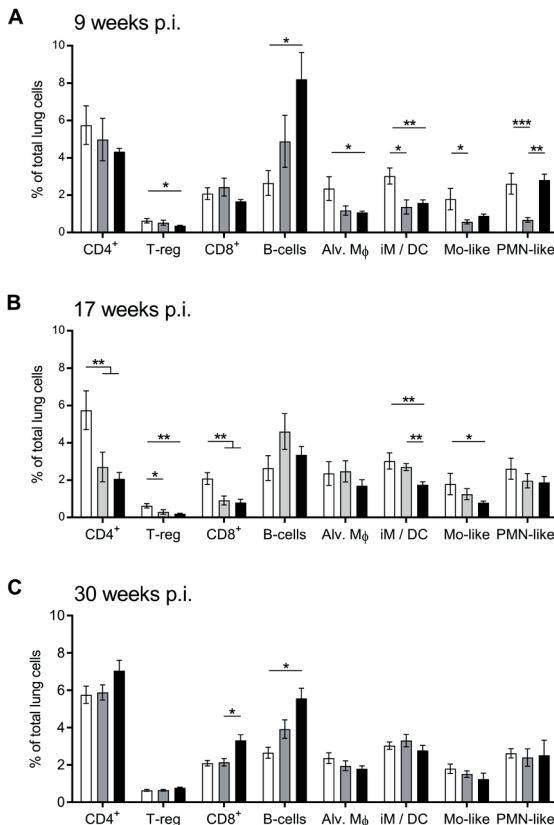 A
9 weeks p.i.
% of total lung cells
10
8
6
4
2
0
*
*
*
**
*
*
***
**
CD4⁺ T-reg CD8⁺ B-cells Alv. Mϕ iM / DC Mo-like PMN-like
B
17 weeks p.i.
% of total lung cells
10
8
6
4
2
0
**
**
*
**
**
**
*
CD4⁺ T-reg CD8⁺ B-cells Alv. Mϕ iM / DC Mo-like PMN-like
C
30 weeks p.i.
% of total lung cells
10
8
6
4
2
0
*
*
CD4⁺ T-reg CD8⁺ B-cells Alv. Mϕ iM / DC Mo-like PMN-like